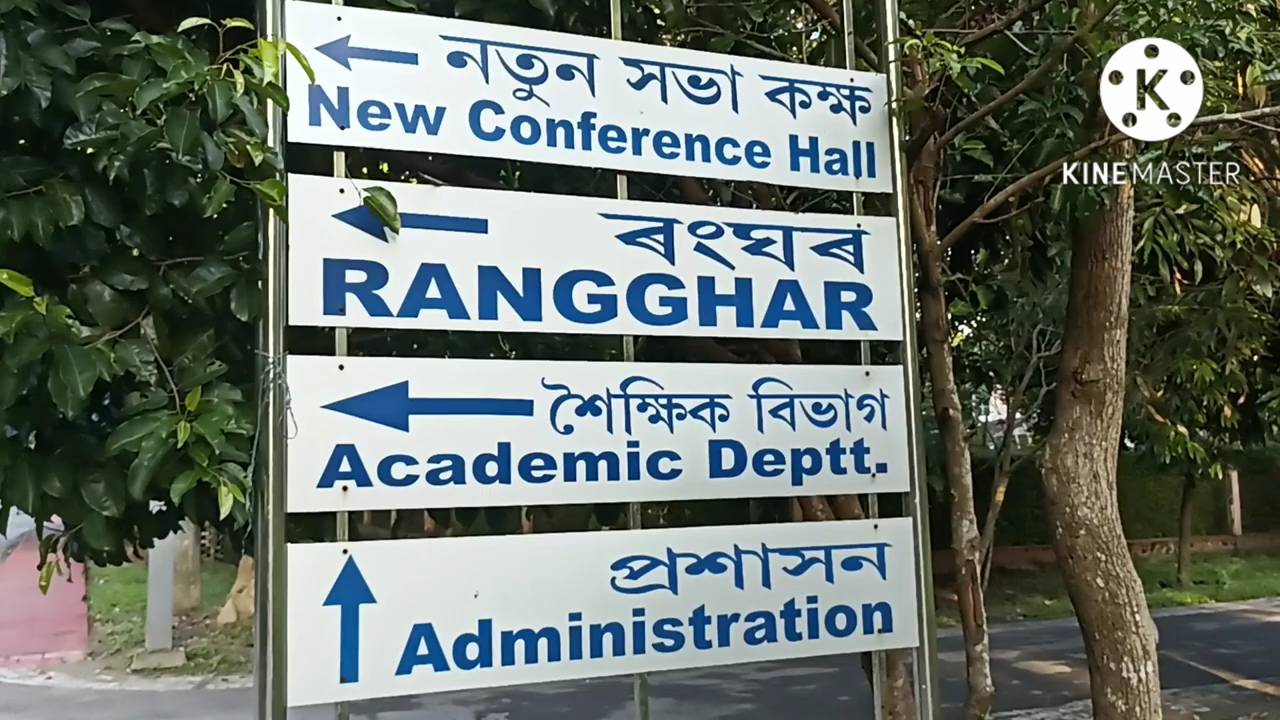 নতুন সভা কক্ষ
New Conference Hall
ৰংঘৰ
RANGGHAR
শৈক্ষিক বিভাগ
Academic Deptt.
প্ৰশাসন
Administration
K
KINEMASTER